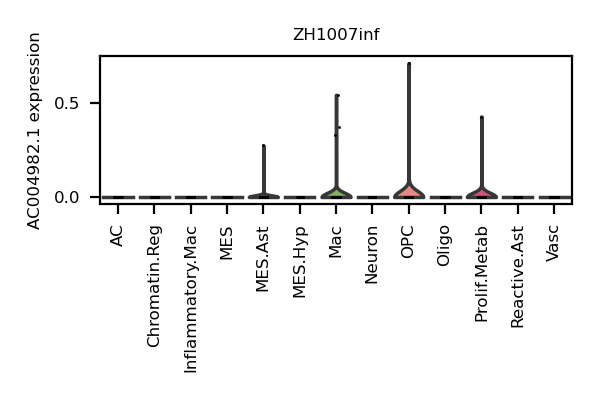 ZH1007inf
AC004982.1 expression
0.5
0.0
AC
Chromatin.Reg
Inflammatory.Mac
MES
MES.Ast
MES.Hyp
Mac
Neuron
OPC
Oligo
Prolif.Metab
Reactive.Ast
Vasc